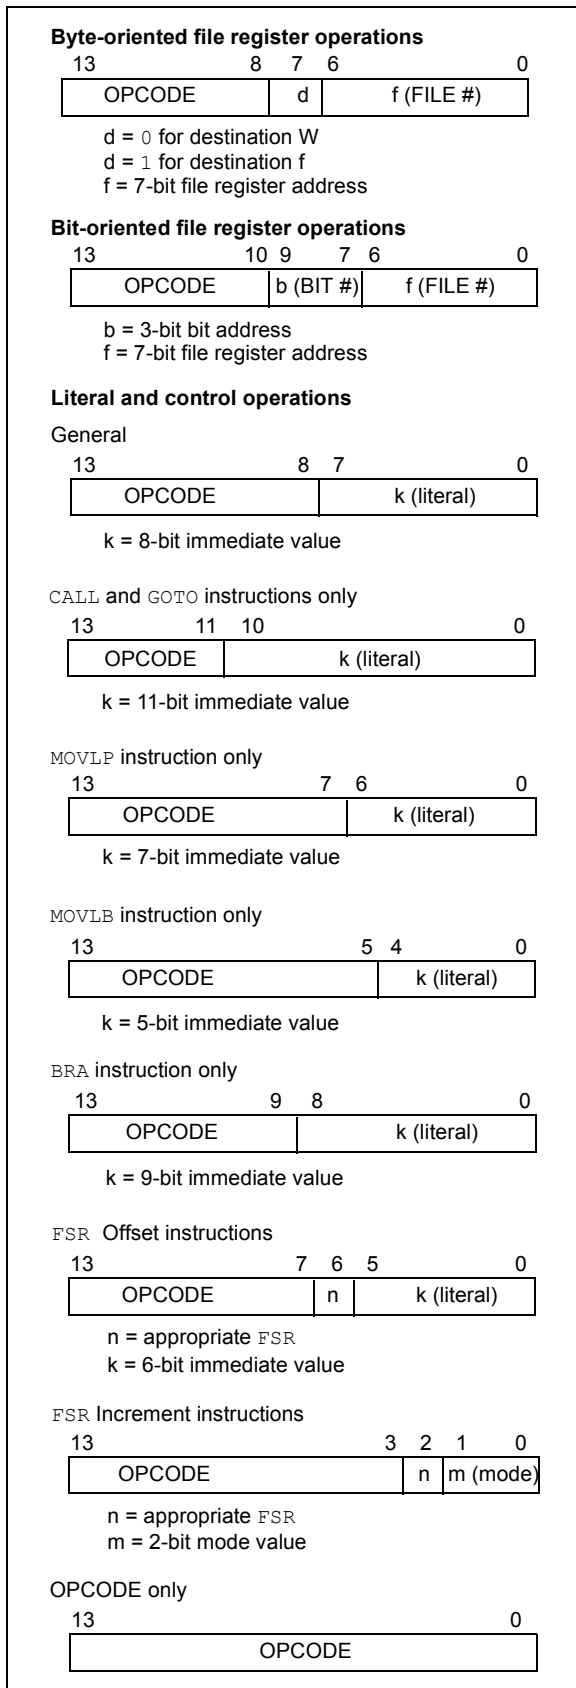 Byte-oriented file register operations
13 8 7 6 0
OPCODE d f (FILE #)
d = 0 for destination W
d = 1 for destination f
f = 7-bit file register address
Bit-oriented file register operations
13 10 9 7 6 0
OPCODE b (BIT #) f (FILE #)
b = 3-bit bit address
f = 7-bit file register address
Literal and control operations
General
13 8 7 0
OPCODE k (literal)
k = 8-bit immediate value
CALL and GOTO instructions only
13 11 10 0
OPCODE k (literal)
k = 11-bit immediate value
MOVLP instruction only
13 7 6 0
OPCODE k (literal)
k = 7-bit immediate value
MOVLB instruction only
13 5 4 0
OPCODE k (literal)
k = 5-bit immediate value
BRA instruction only
13 9 8 0
OPCODE k (literal)
k = 9-bit immediate value
FSR Offset instructions
13 7 6 5 0
OPCODE n k (literal)
n = appropriate FSR
k = 6-bit immediate value
FSR Increment instructions
13 3 2 1 0
OPCODE n m (mode)
n = appropriate FSR
m = 2-bit mode value
OPCODE only
13 0
OPCODE